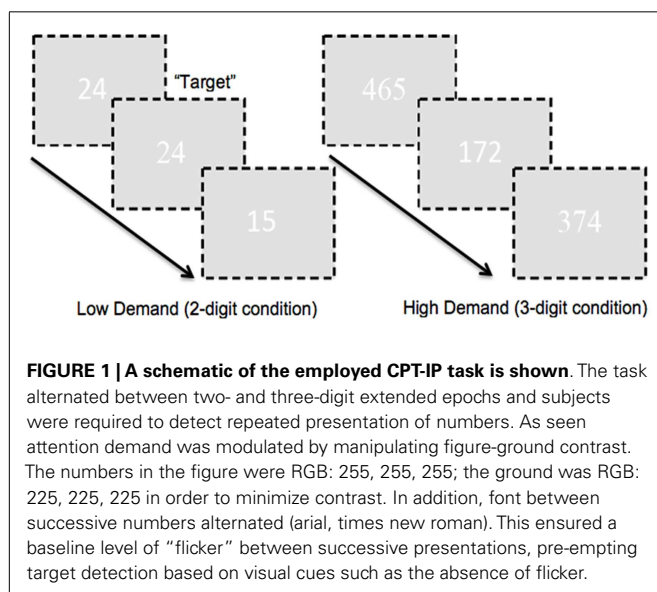 24
"Target"
24
15
465
172
374
Low Demand (2-digit condition)
High Demand (3-digit condition)
FIGURE 1 | A schematic of the employed CPT-IP task is shown. The task
alternated between two- and three-digit extended epochs and subjects
were required to detect repeated presentation of numbers. As seen
attention demand was modulated by manipulating figure-ground contrast.
The numbers in the figure were RGB: 255, 255, 255; the ground was RGB:
225, 225, 225 in order to minimize contrast. In addition, font between
successive numbers alternated (arial, times new roman). This ensured a
baseline level of “flicker” between successive presentations, pre-empting
target detection based on visual cues such as the absence of flicker.